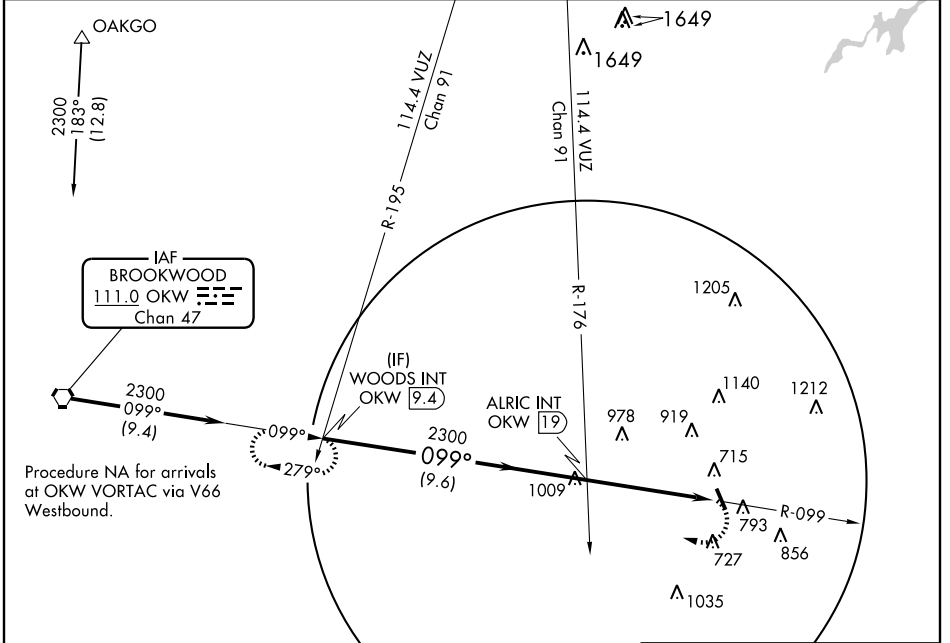 OAKGO
2300
183°
(12.8)
114.4 VUZ
Chan 91
R-195
114.4 VUZ
Chan 91
R-176
1649
1649
IAF
BROOKWOOD
111.0 OKW
Chan 47
2300
099°
(9.4)
099°
279°
(IF)
WOODS INT
OKW 9.4
2300
099°
(9.6)
ALRIC INT
OKW 19
1009
978
919
1205
1140
1212
715
793
R-099
727
856
1035
Procedure NA for arrivals
at OKW VORTAC via V66
Westbound.